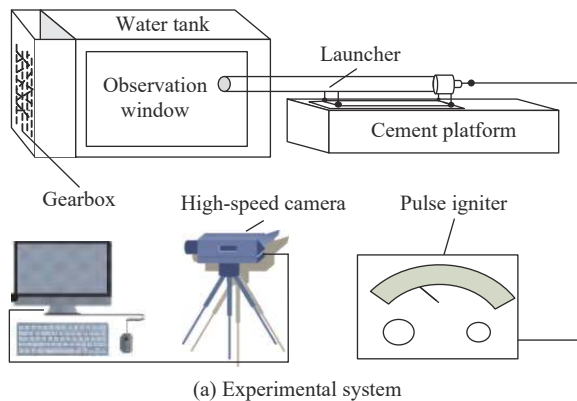 Water tank
Launcher
Observation
window
Cement platform
Gearbox
High-speed camera
Pulse igniter
(a) Experimental system